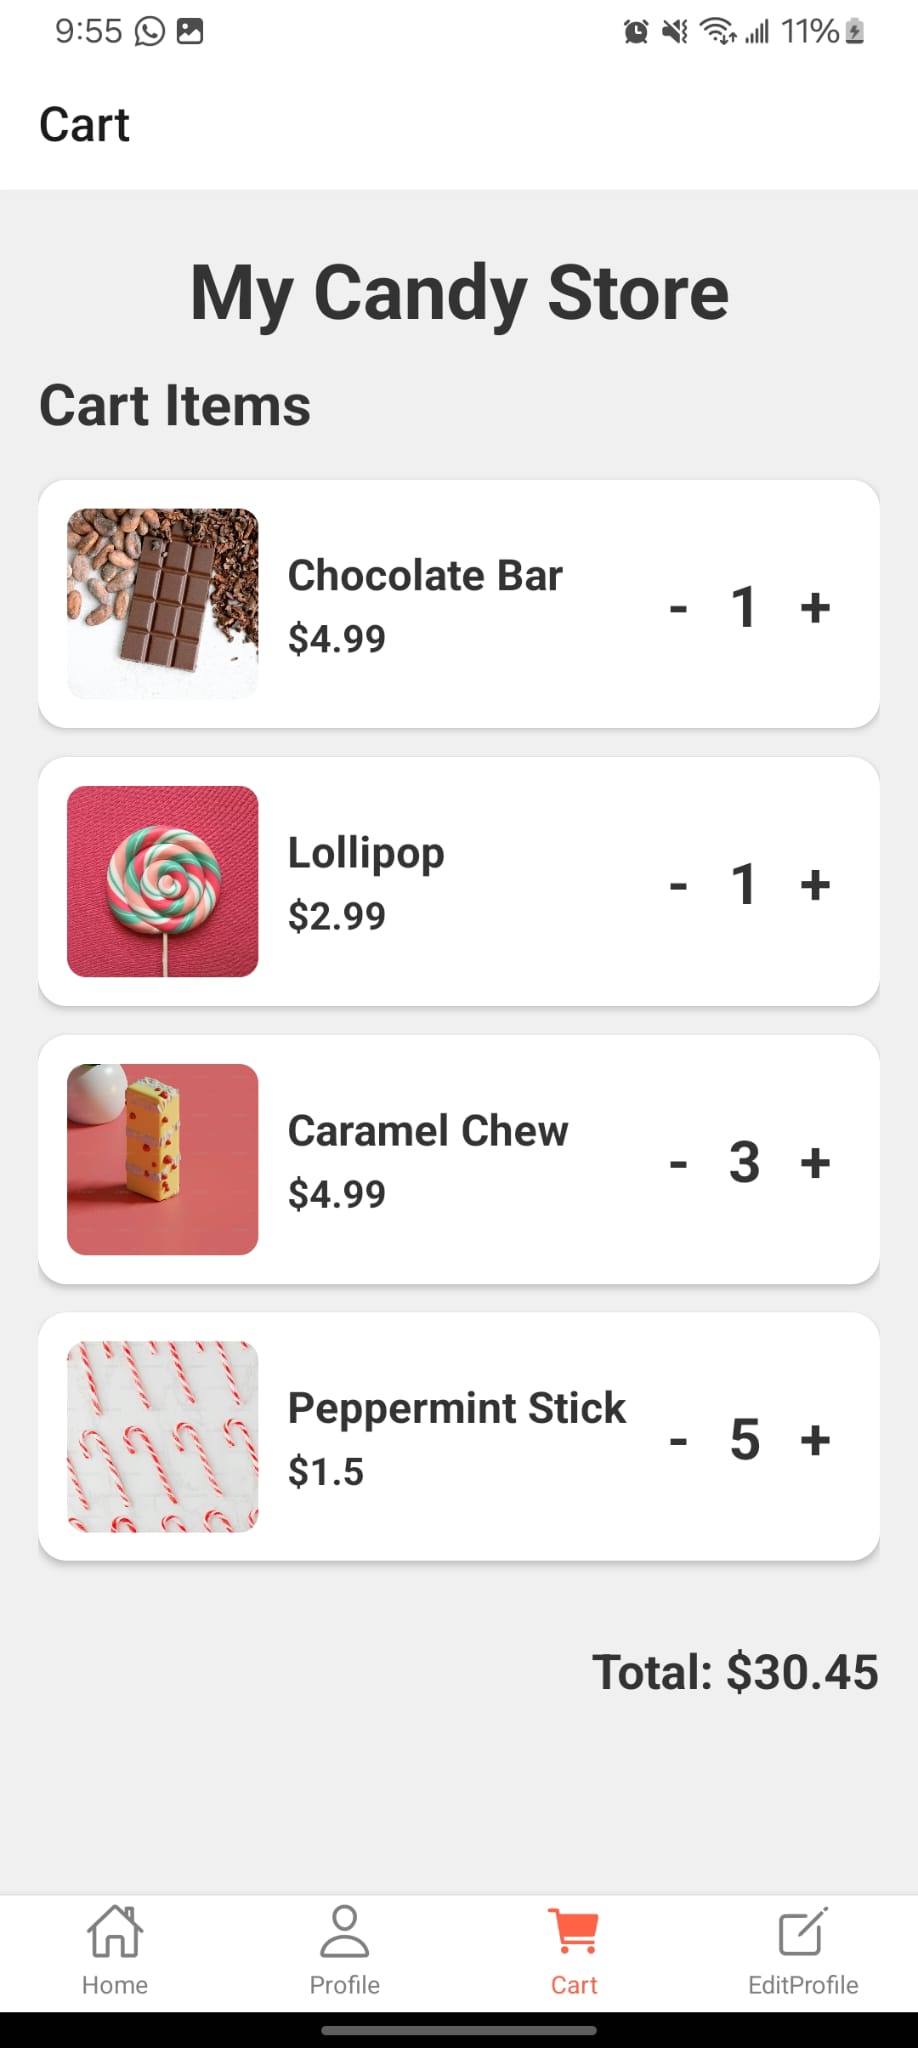 9:55 11%
Cart
My Candy Store
Cart Items
Chocolate Bar
$4.99
- 1 +
Lollipop
$2.99
- 1 +
Caramel Chew
$4.99
- 3 +
Peppermint Stick
$1.5
- 5 +
Total: $30.45
Home Profile Cart EditProfile